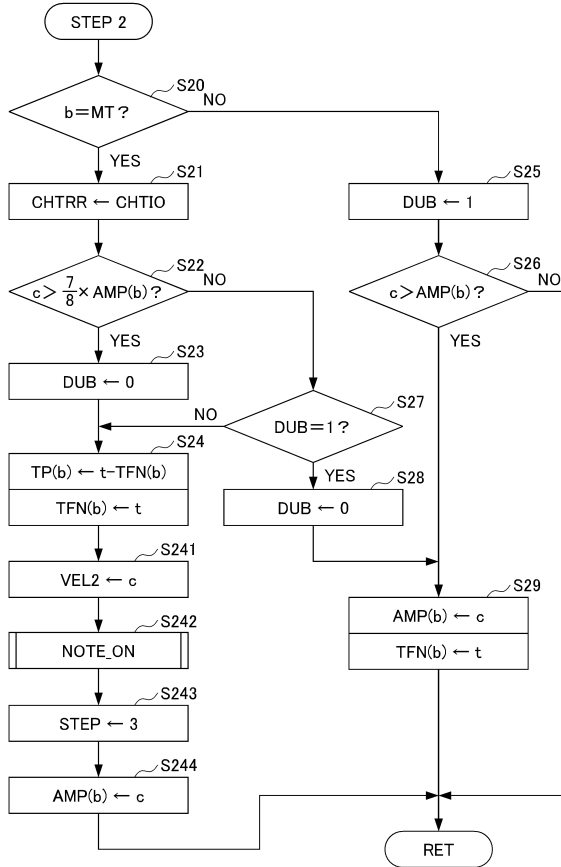 STEP 2
S20
b=MT?
NO
YES
S21
CHTRR ← CHTIO
S22
c > 7/8 × AMP(b)?
NO
YES
S23
DUB ← 0
S24
TP(b) ← t-TFN(b)
TFN(b) ← t
S241
VEL2 ← c
S242
NOTE_ON
S243
STEP ← 3
S244
AMP(b) ← c
S25
DUB ← 1
S26
c > AMP(b)?
NO
YES
S27
DUB=1?
NO
YES
S28
DUB ← 0
S29
AMP(b) ← c
TFN(b) ← t
RET